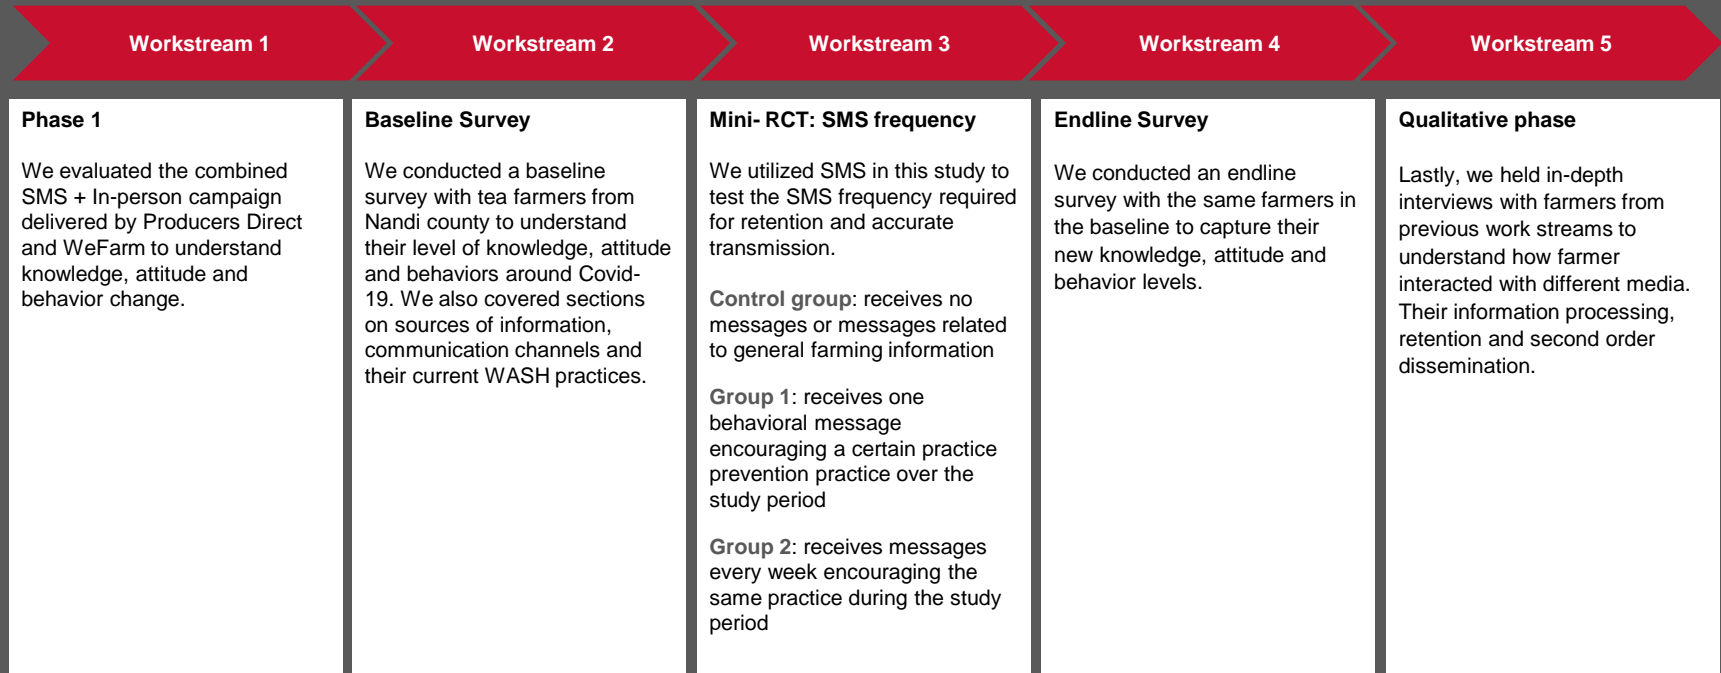 Workstream 1
Workstream 2
Workstream 3
Workstream 4
Workstream 5
Phase 1
We evaluated the combined
SMS + In-person campaign
delivered by Producers Direct
and WeFarm to understand
knowledge, attitude and
behavior change.
Baseline Survey
We conducted a baseline
survey with tea farmers from
Nandi county to understand
their level of knowledge, attitude
and behaviors around Covid-
19. We also covered sections
on sources of information,
communication channels and
their current WASH practices.
Mini- RCT: SMS frequency
We utilized SMS in this study to
test the SMS frequency required
for retention and accurate
transmission.
Control group: receives no
messages or messages related
to general farming information
Group 1: receives one
behavioral message
encouraging a certain practice
prevention practice over the
study period
Group 2: receives messages
every week encouraging the
same practice during the study
period
Endline Survey
We conducted an endline
survey with the same farmers in
the baseline to capture their
new knowledge, attitude and
behavior levels.
Qualitative phase
Lastly, we held in-depth
interviews with farmers from
previous work streams to
understand how farmer
interacted with different media.
Their information processing,
retention and second order
dissemination.